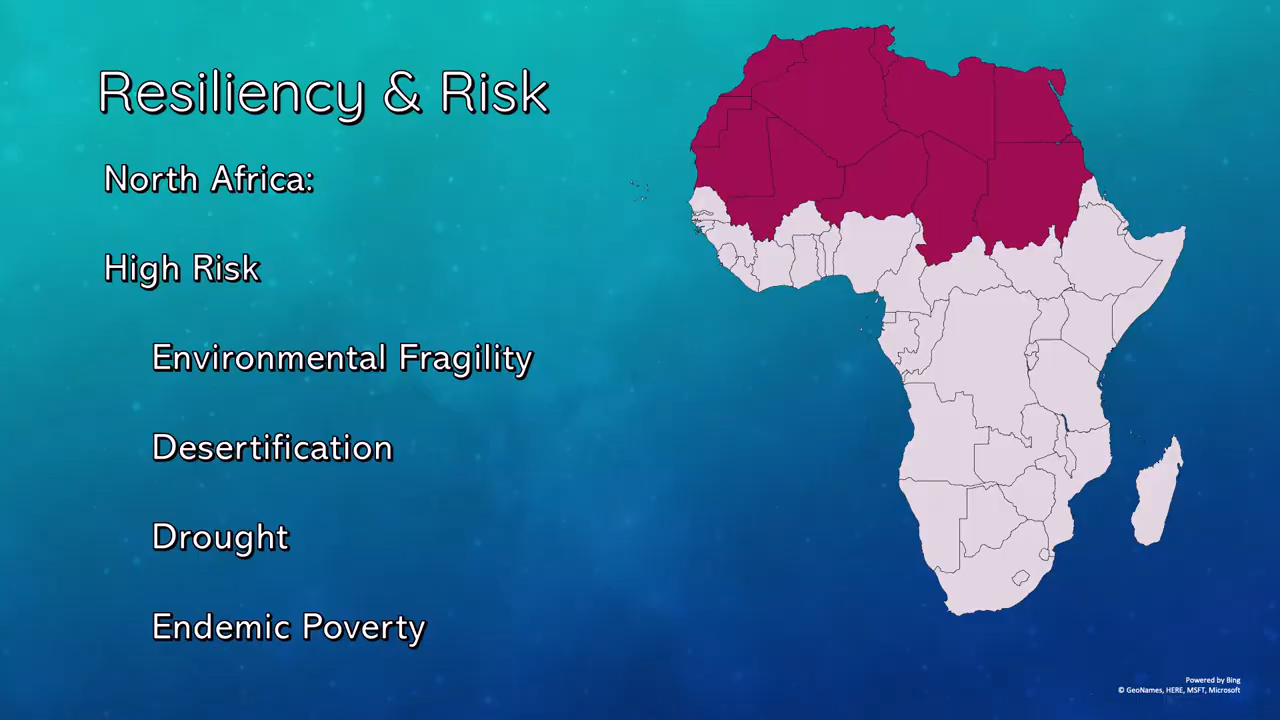 Resiliency & Risk
North Africa:
High Risk
Environmental Fragility
Desertification
Drought
Endemic Poverty
Powered by Bing
© GeoNames, HERE, MSFT, Microsoft